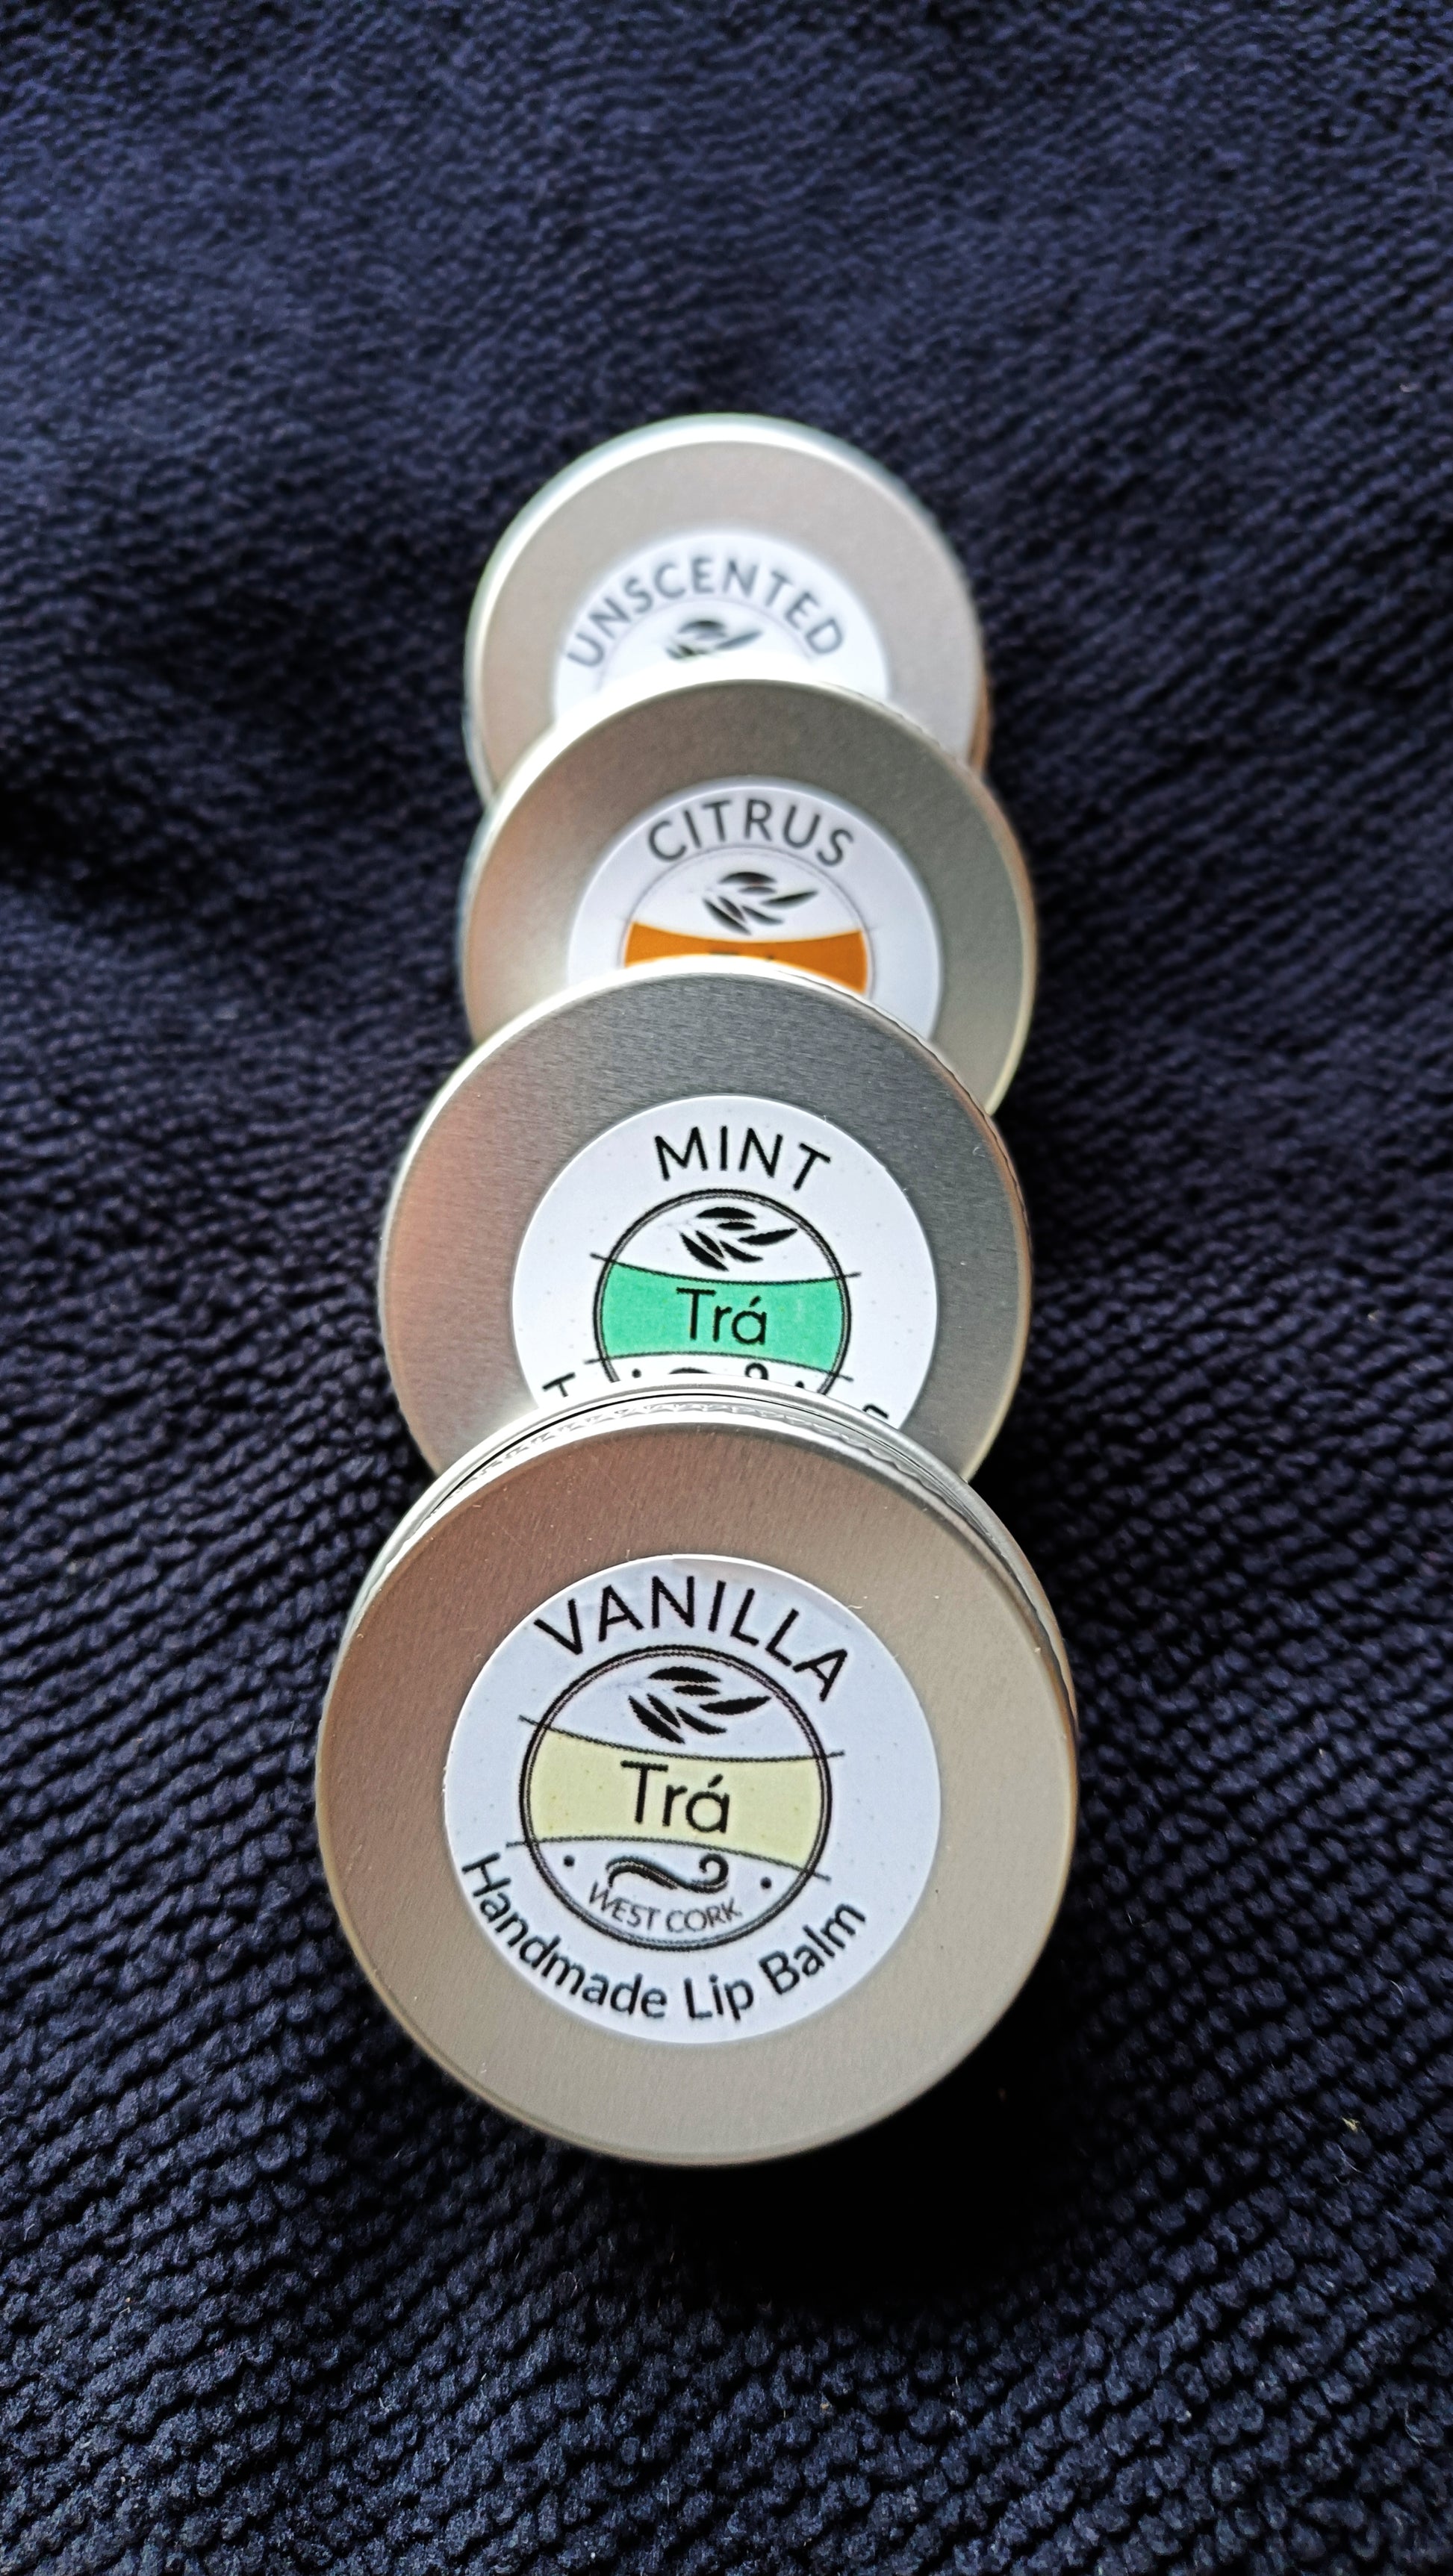 UNSCENTED
CITRUS
MINT
Trá
VANILLA
Trá
WEST CORK
Handmade Lip Balm